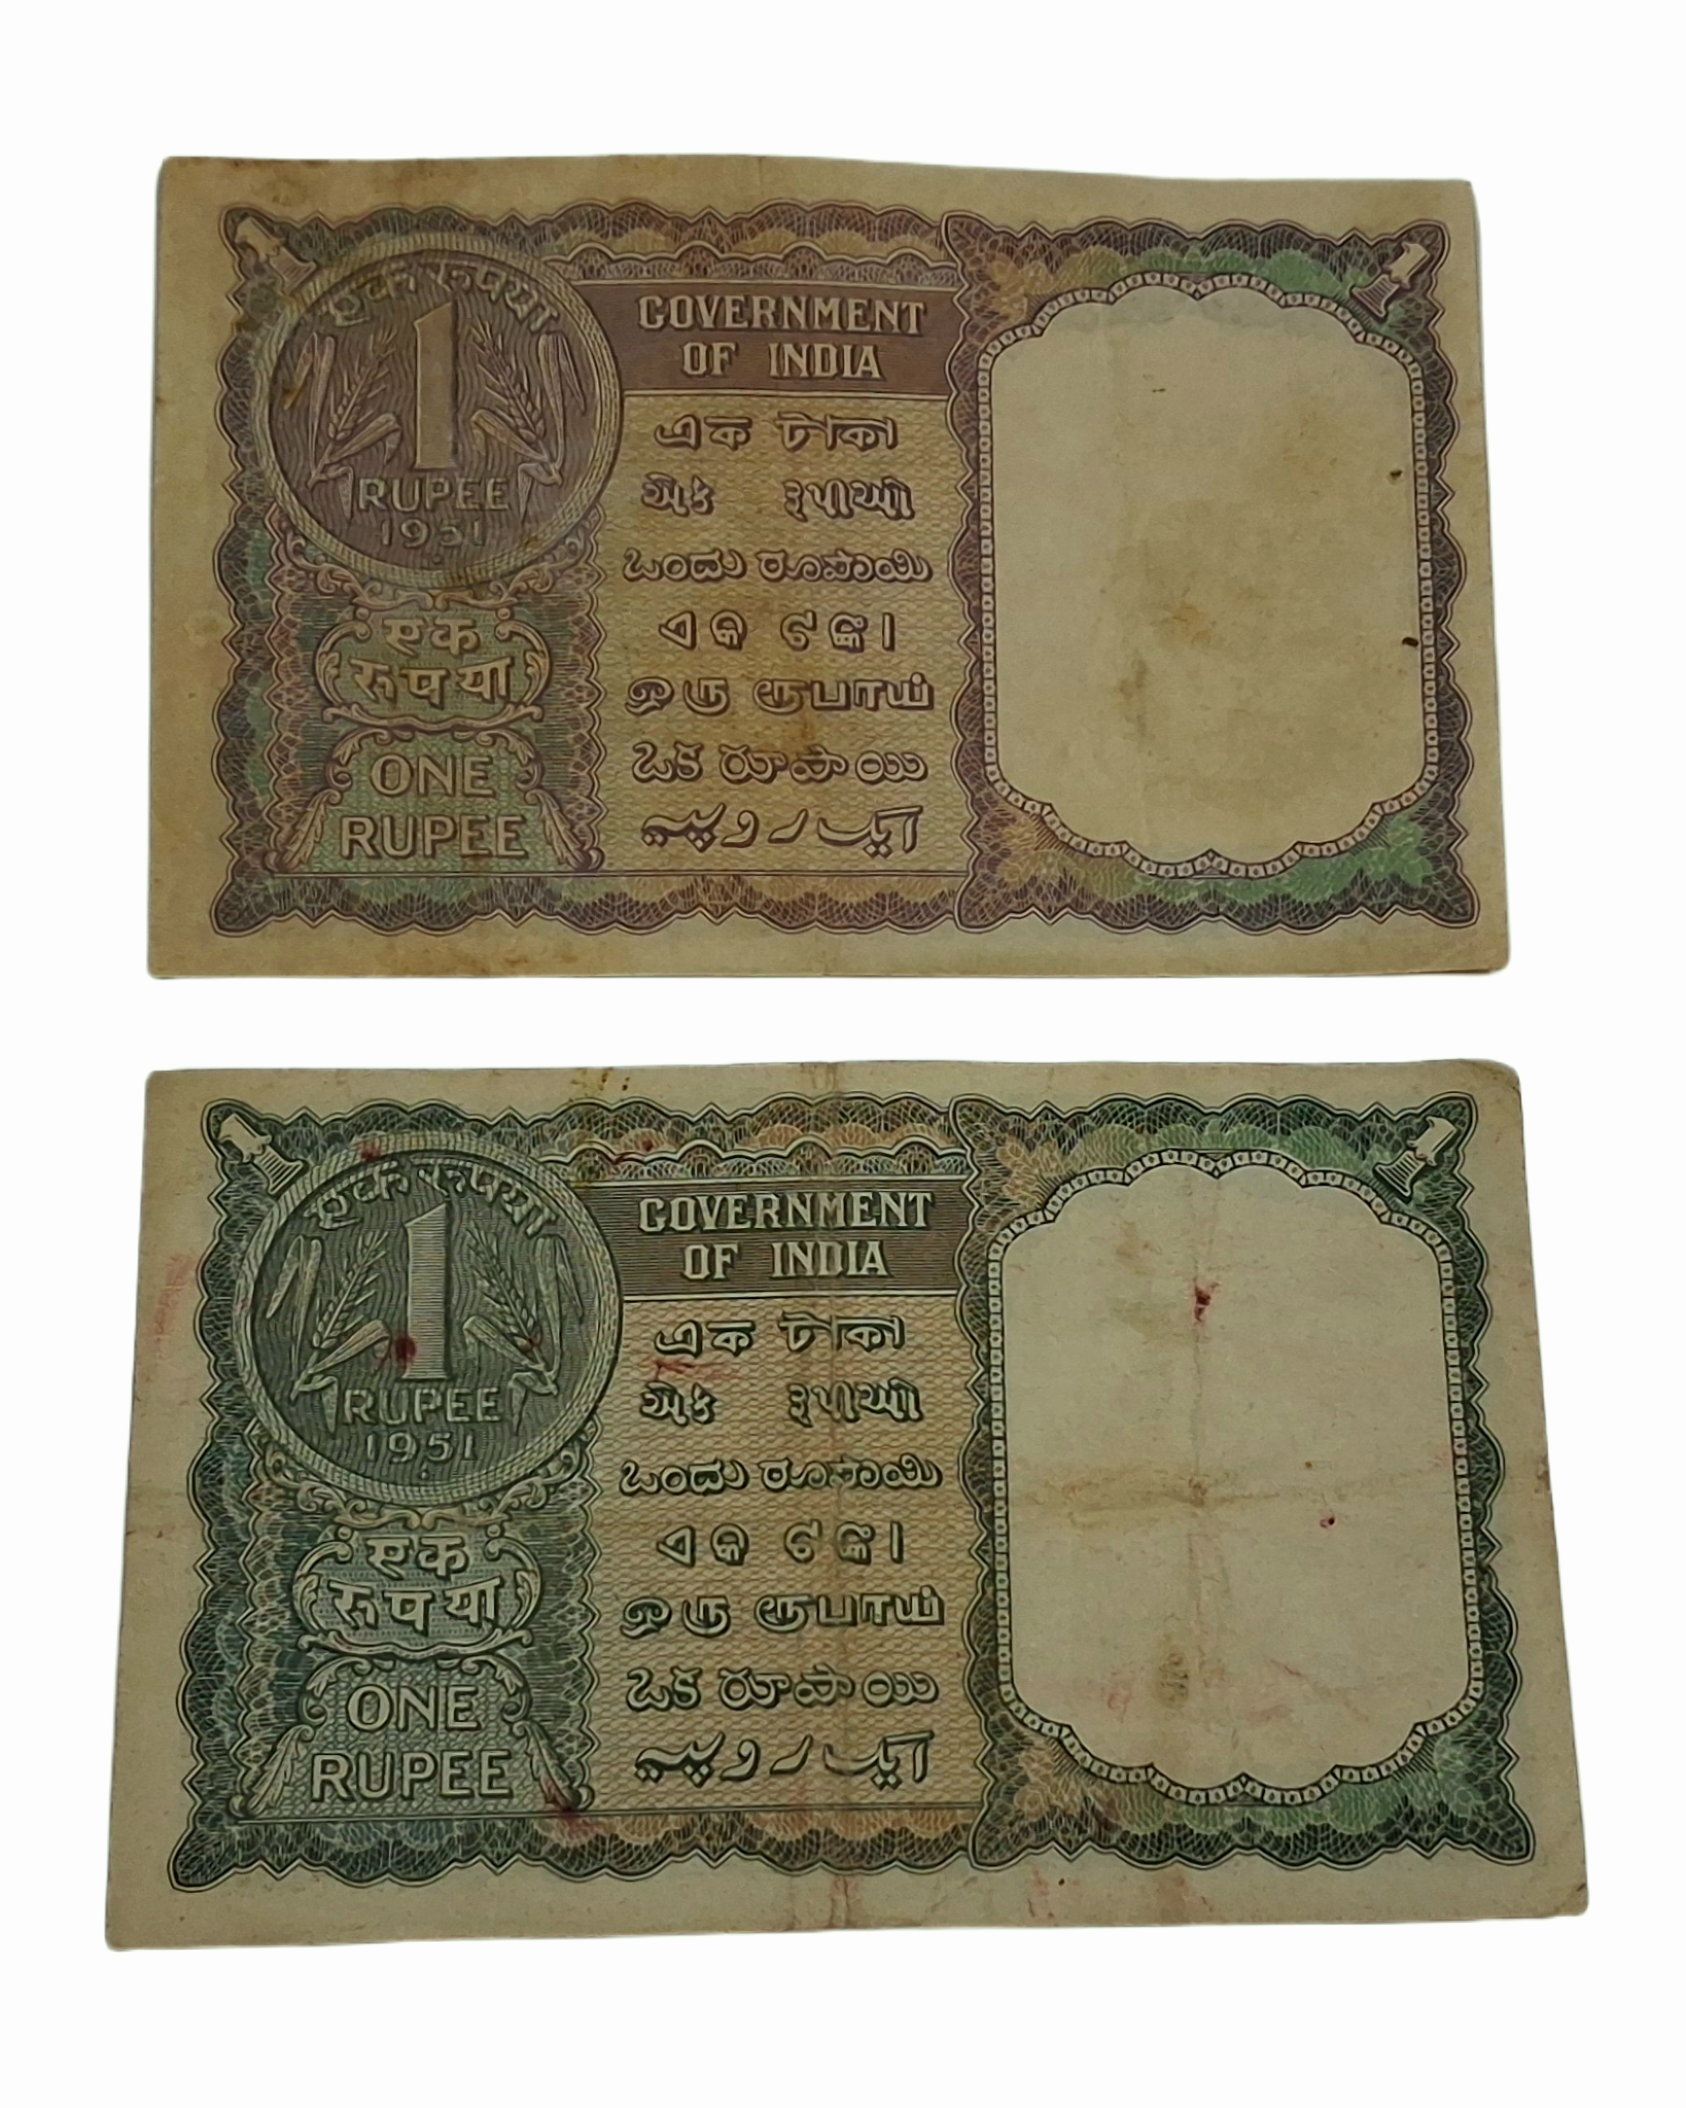 एक रुपया
1
RUPEE
1951
एक
रुपया
ONE
RUPEE
GOVERNMENT
OF INDIA
এক টাকা
એક રૂપીઓ
ಒಂದು ರೂಪಾಯಿ
ଏକ ଟଙ୍କା
ஒரு ரூபாய்
ఒక రూపాయి
ایک روپیہ
एक रुपया
1
RUPEE
1951
एक
रुपया
ONE
RUPEE
GOVERNMENT
OF INDIA
এক টাকা
એક રૂપીઓ
ಒಂದು ರೂಪಾಯಿ
ଏକ ଟଙ୍କା
ஒரு ரூபாய்
ఒక రూపాయి
ایک روپیہ